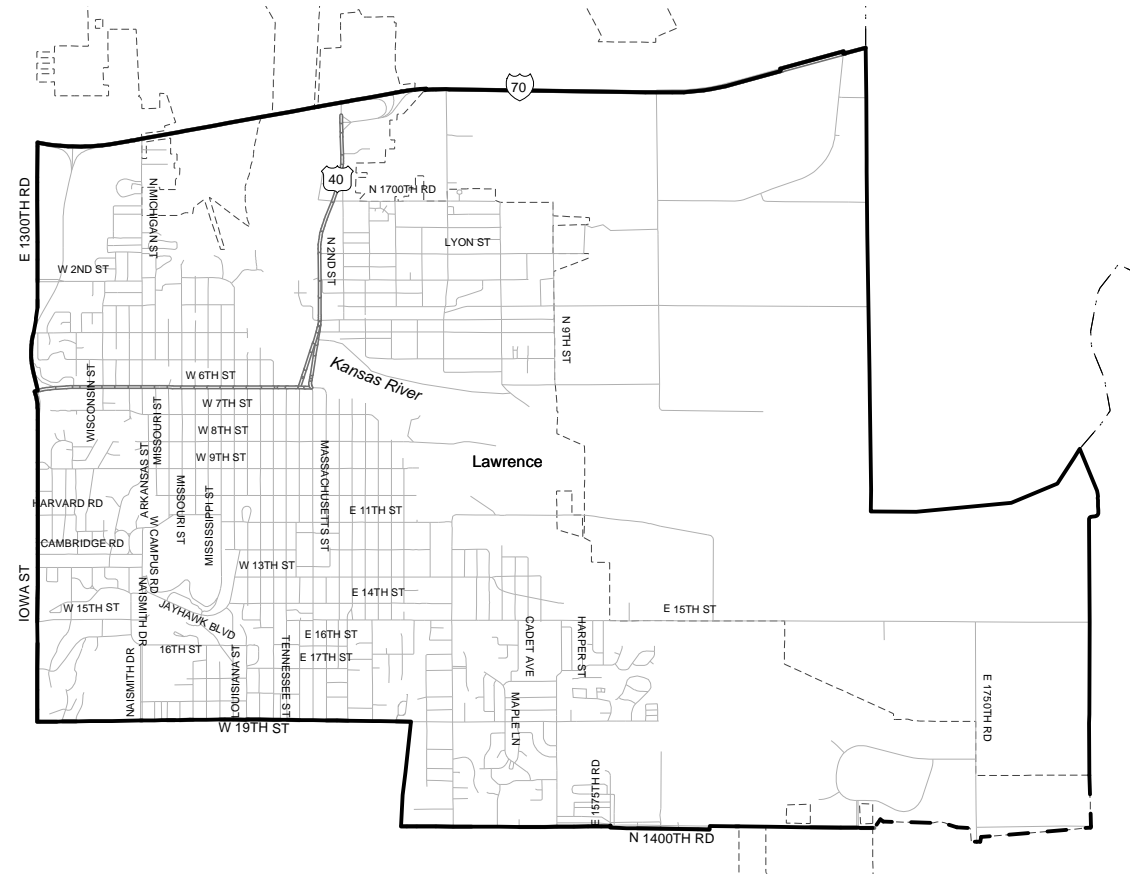 70
40
N 1700TH RD
E 1300TH RD
N MICHIGAN ST
N 2ND ST
LYON ST
W 2ND ST
N 9TH ST
Kansas River
W 6TH ST
WISCONSIN ST
W 7TH ST
MISSOURI ST
W 8TH ST
W 9TH ST
ARKANSAS ST
MASSACHUSETTS ST
Lawrence
HARVARD RD
MISSOURI ST
MISSISSIPPI ST
E 11TH ST
CAMBRIDGE RD
W CAMPUS RD
W 13TH ST
IOWA ST
NAISMITH DR
E 14TH ST
W 15TH ST
JAYHAWK BLVD
E 15TH ST
CADET AVE
HARPER ST
E 16TH ST
16TH ST
E 17TH ST
NAISMITH DR
LOUISIANA ST
TENNESSEE ST
MAPLE LN
E 1750TH RD
W 19TH ST
E 1575TH RD
N 1400TH RD